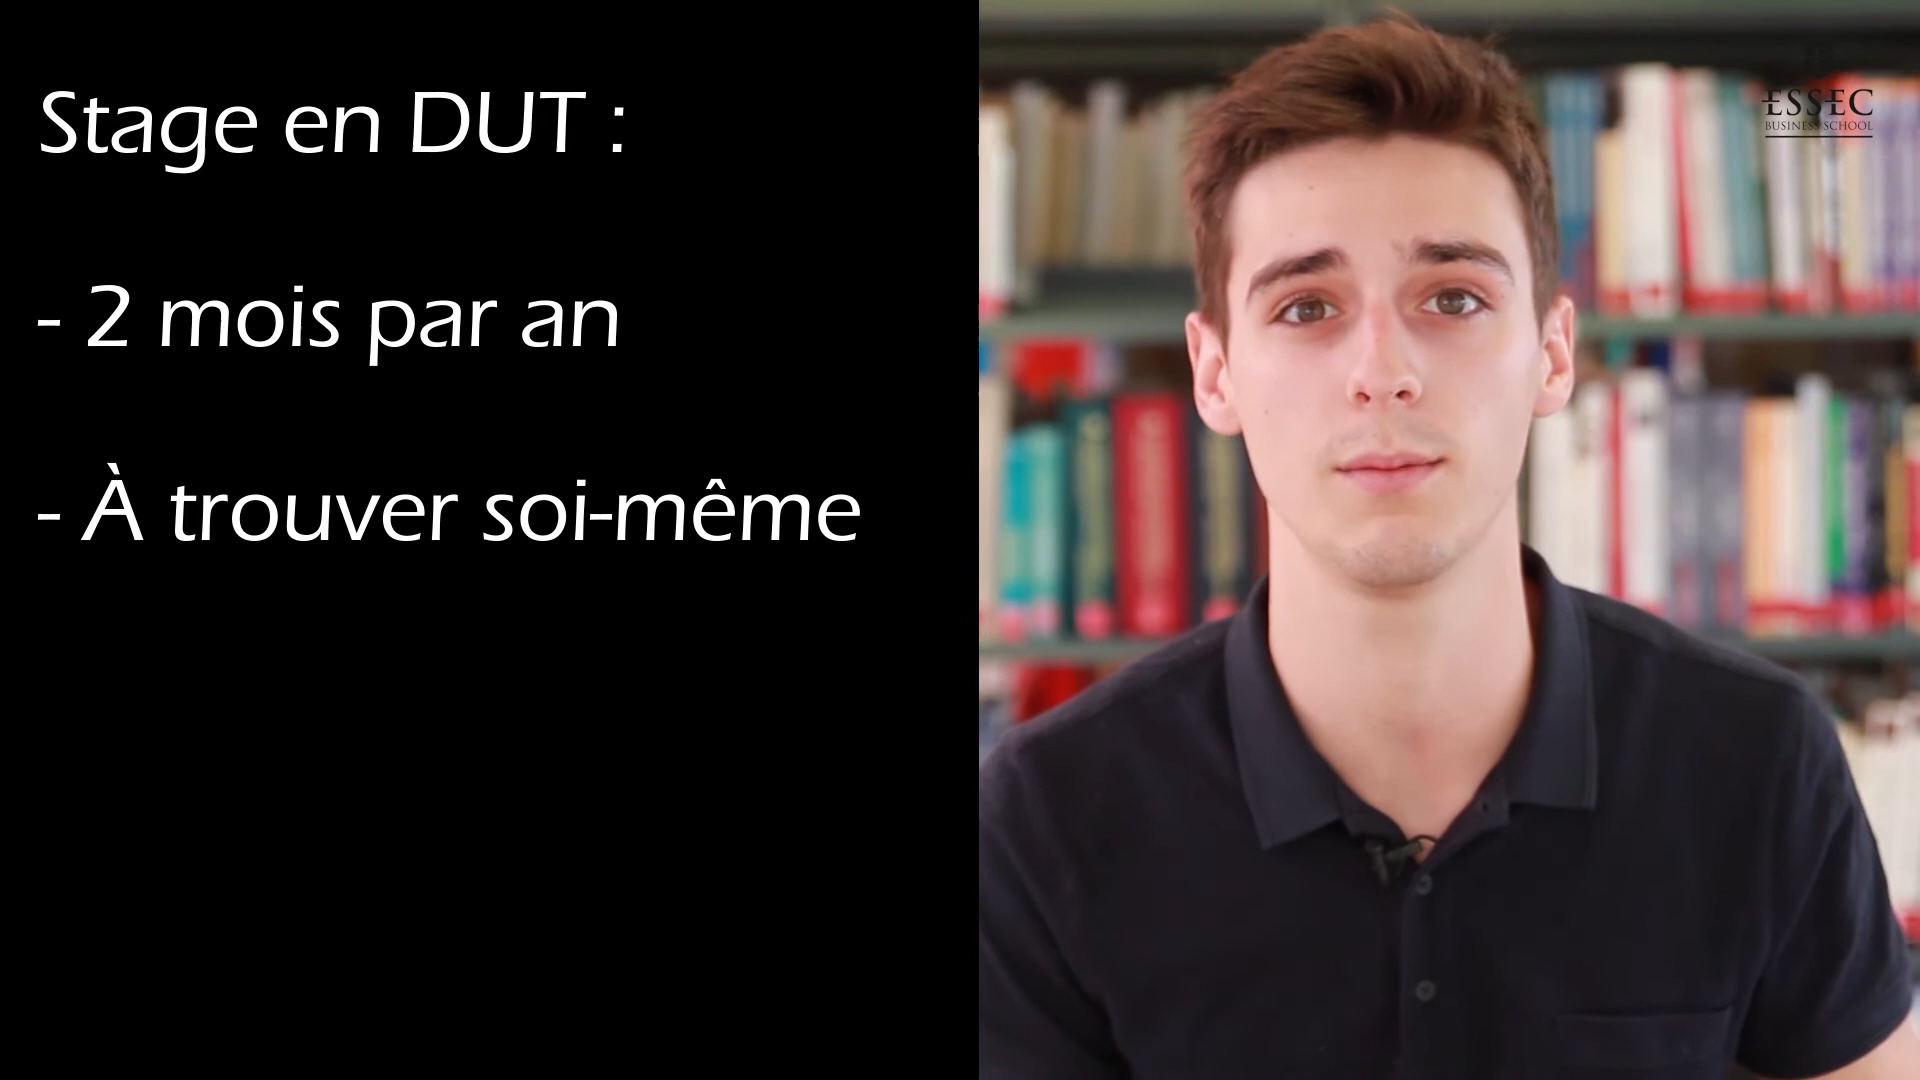 Stage en DUT :
- 2 mois par an
- À trouver soi-même
ESSEC
BUSINESS SCHOOL